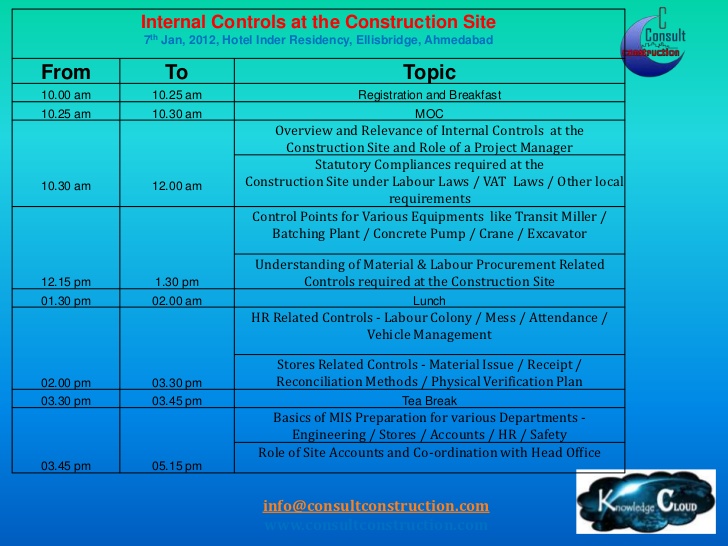 Internal Controls at the Construction Site
7th Jan, 2012, Hotel Inder Residency, Ellisbridge, Ahmedabad
C
C Consult
construction
From To Topic
10.00 am 10.25 am Registration and Breakfast
10.25 am 10.30 am MOC
Overview and Relevance of Internal Controls at the
Construction Site and Role of a Project Manager
Statutory Compliances required at the
10.30 am 12.00 am Construction Site under Labour Laws / VAT Laws / Other local
requirements
Control Points for Various Equipments like Transit Miller /
Batching Plant / Concrete Pump / Crane / Excavator
Understanding of Material & Labour Procurement Related
12.15 pm 1.30 pm Controls required at the Construction Site
01.30 pm 02.00 am Lunch
HR Related Controls - Labour Colony / Mess / Attendance /
Vehicle Management
Stores Related Controls - Material Issue / Receipt /
02.00 pm 03.30 pm Reconciliation Methods / Physical Verification Plan
03.30 pm 03.45 pm Tea Break
Basics of MIS Preparation for various Departments -
Engineering / Stores / Accounts / HR / Safety
Role of Site Accounts and Co-ordination with Head Office
03.45 pm 05.15 pm
info@consultconstruction.com
www.consultconstruction.com
Knowledge Cloud